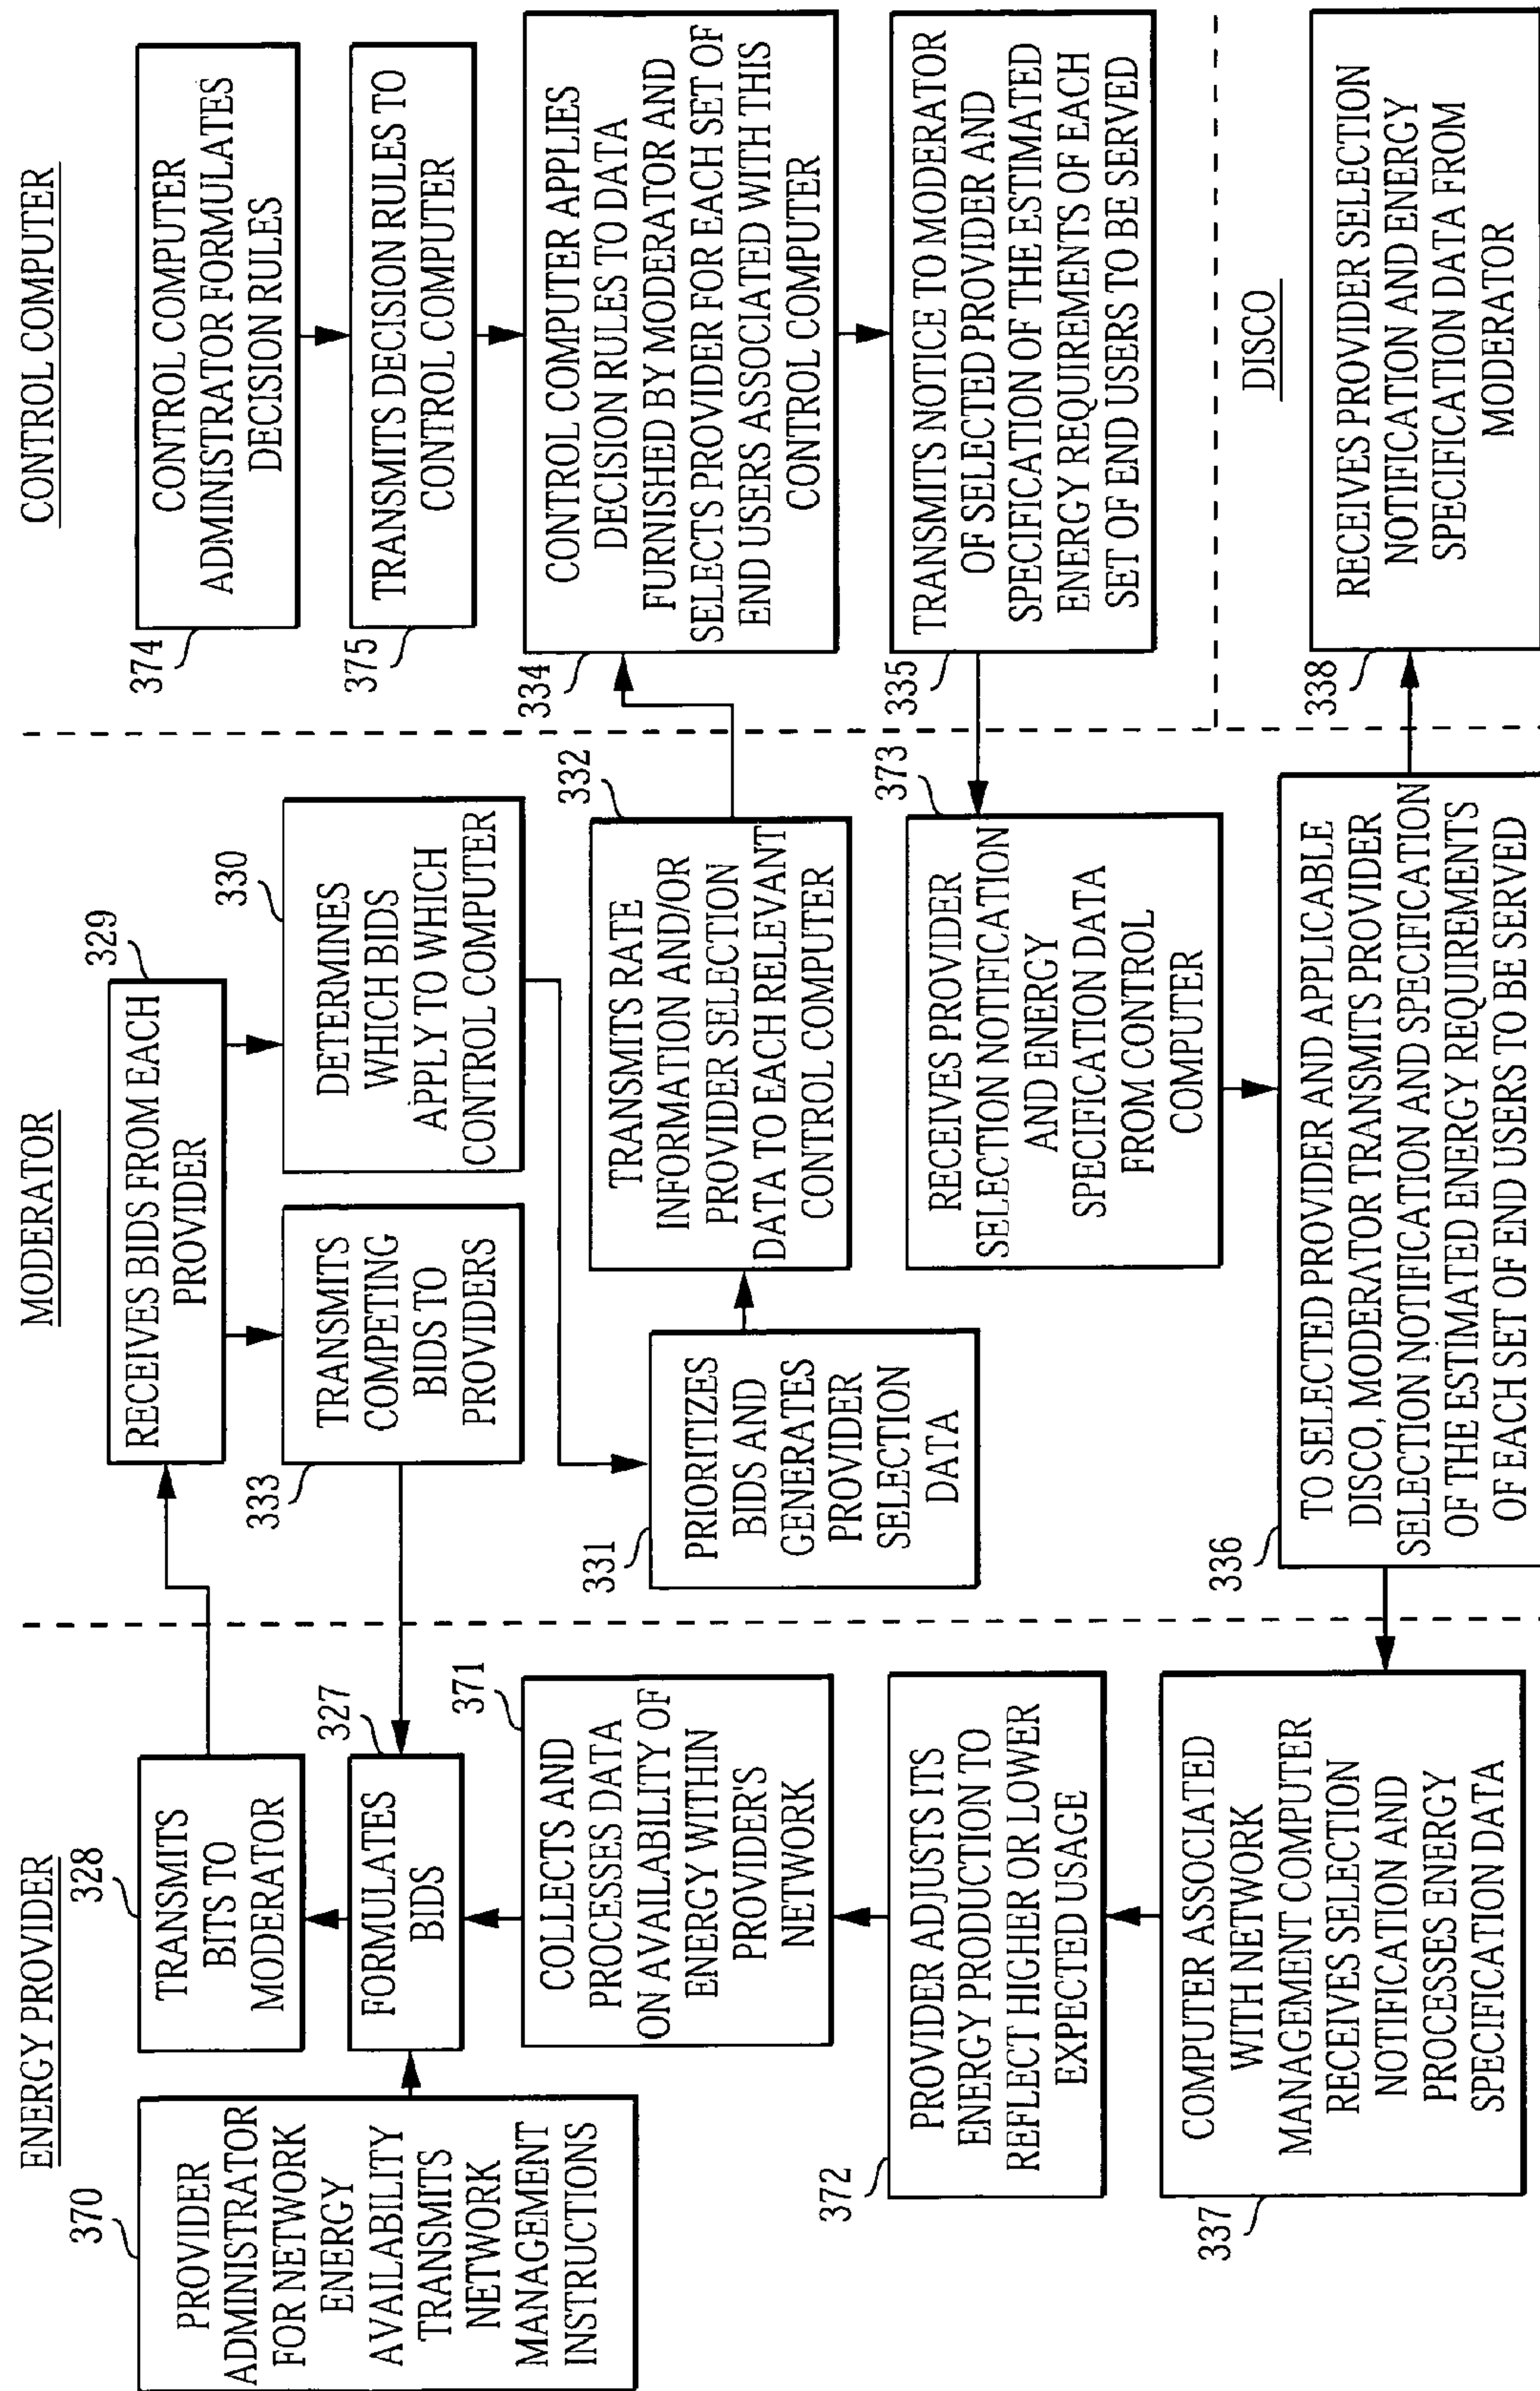 ENERGY PROVIDER
370
PROVIDER
ADMINISTRATOR
FOR NETWORK
ENERGY
AVAILABILITY
TRANSMITS
NETWORK
MANAGEMENT
INSTRUCTIONS
328
TRANSMITS
BITS TO
MODERATOR
327
FORMULATES
BIDS
371
COLLECTS AND
PROCESSES DATA
ON AVAILABILITY OF
ENERGY WITHIN
PROVIDER'S
NETWORK
372
PROVIDER ADJUSTS ITS
ENERGY PRODUCTION TO
REFLECT HIGHER OR LOWER
EXPECTED USAGE
337
COMPUTER ASSOCIATED
WITH NETWORK
MANAGEMENT COMPUTER
RECEIVES SELECTION
NOTIFICATION AND
PROCESSES ENERGY
SPECIFICATION DATA
MODERATOR
329
RECEIVES BIDS FROM EACH
PROVIDER
333
TRANSMITS
COMPETING
BIDS TO
PROVIDERS
330
DETERMINES
WHICH BIDS
APPLY TO WHICH
CONTROL COMPUTER
331
PRIORITIZES
BIDS AND
GENERATES
PROVIDER
SELECTION
DATA
332
TRANSMITS RATE
INFORMATION AND/OR
PROVIDER SELECTION
DATA TO EACH RELEVANT
CONTROL COMPUTER
373
RECEIVES PROVIDER
SELECTION NOTIFICATION
AND ENERGY
SPECIFICATION DATA
FROM CONTROL
COMPUTER
336
TO SELECTED PROVIDER AND APPLICABLE
DISCO, MODERATOR TRANSMITS PROVIDER
SELECTION NOTIFICATION AND SPECIFICATION
OF THE ESTIMATED ENERGY REQUIREMENTS
OF EACH SET OF END USERS TO BE SERVED
CONTROL COMPUTER
374
CONTROL COMPUTER
ADMINISTRATOR FORMULATES
DECISION RULES
375
TRANSMITS DECISION RULES TO
CONTROL COMPUTER
334
CONTROL COMPUTER APPLIES
DECISION RULES TO DATA
FURNISHED BY MODERATOR AND
SELECTS PROVIDER FOR EACH SET OF
END USERS ASSOCIATED WITH THIS
CONTROL COMPUTER
335
TRANSMITS NOTICE TO MODERATOR
OF SELECTED PROVIDER AND
SPECIFICATION OF THE ESTIMATED
ENERGY REQUIREMENTS OF EACH
SET OF END USERS TO BE SERVED
DISCO
338
RECEIVES PROVIDER SELECTION
NOTIFICATION AND ENERGY
SPECIFICATION DATA FROM
MODERATOR